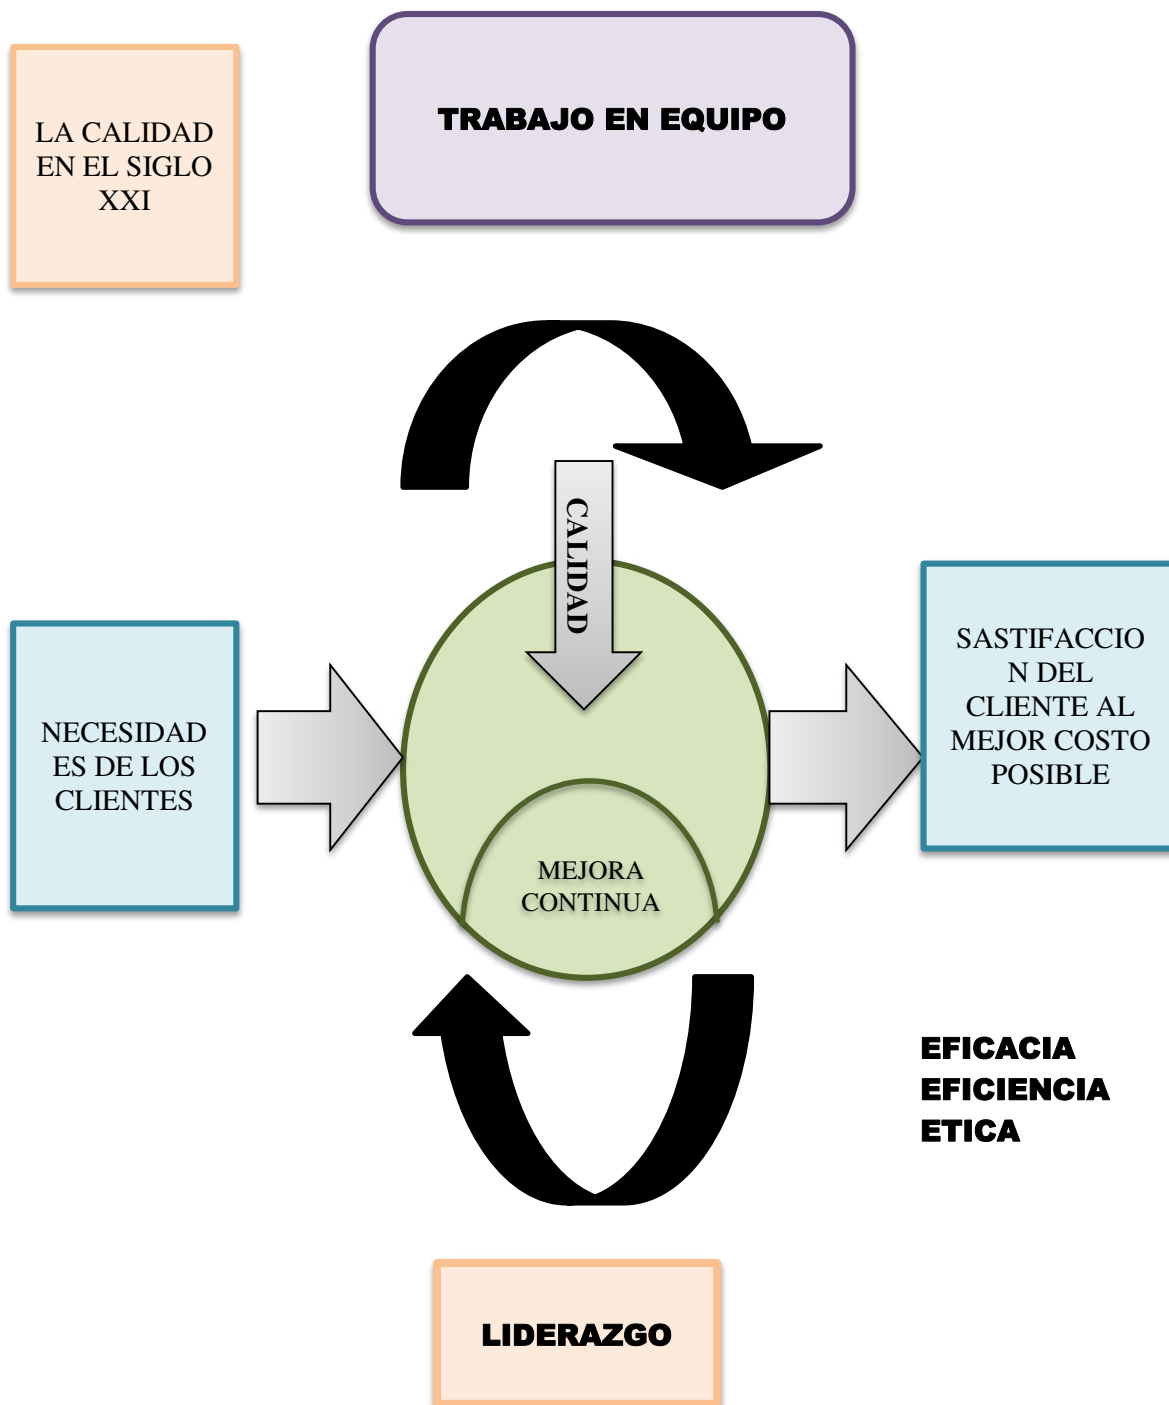 LA CALIDAD
EN EL SIGLO
XXI
TRABAJO EN EQUIPO
CALIDAD
NECESIDAD
ES DE LOS
CLIENTES
MEJORA
CONTINUA
SASTIFACCIO
N DEL
CLIENTE AL
MEJOR COSTO
POSIBLE
EFICACIA
EFICIENCIA
ETICA
LIDERAZGO